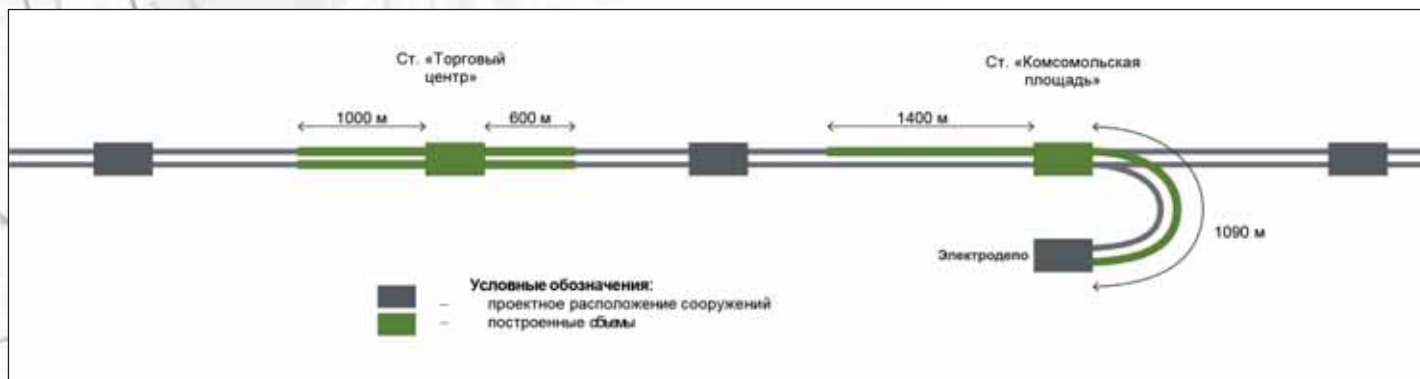 Ст. «Торговый
центр»
Ст. «Комсомольская
площадь»
1000 м
600 м
1400 м
1090 м
Электродепо
Условные обозначения:
– проектное расположение сооружений
– построенные объемы